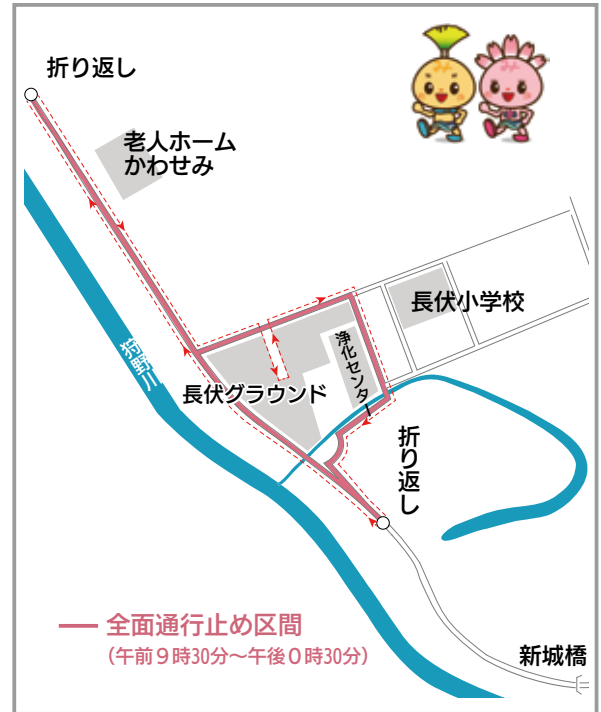 折り返し
老人ホーム
かわせみ
長伏小学校
浄化センター
狩野川
長伏グラウンド
折り返し
全面通行止め区間
(午前9時30分〜午後0時30分)
新城橋